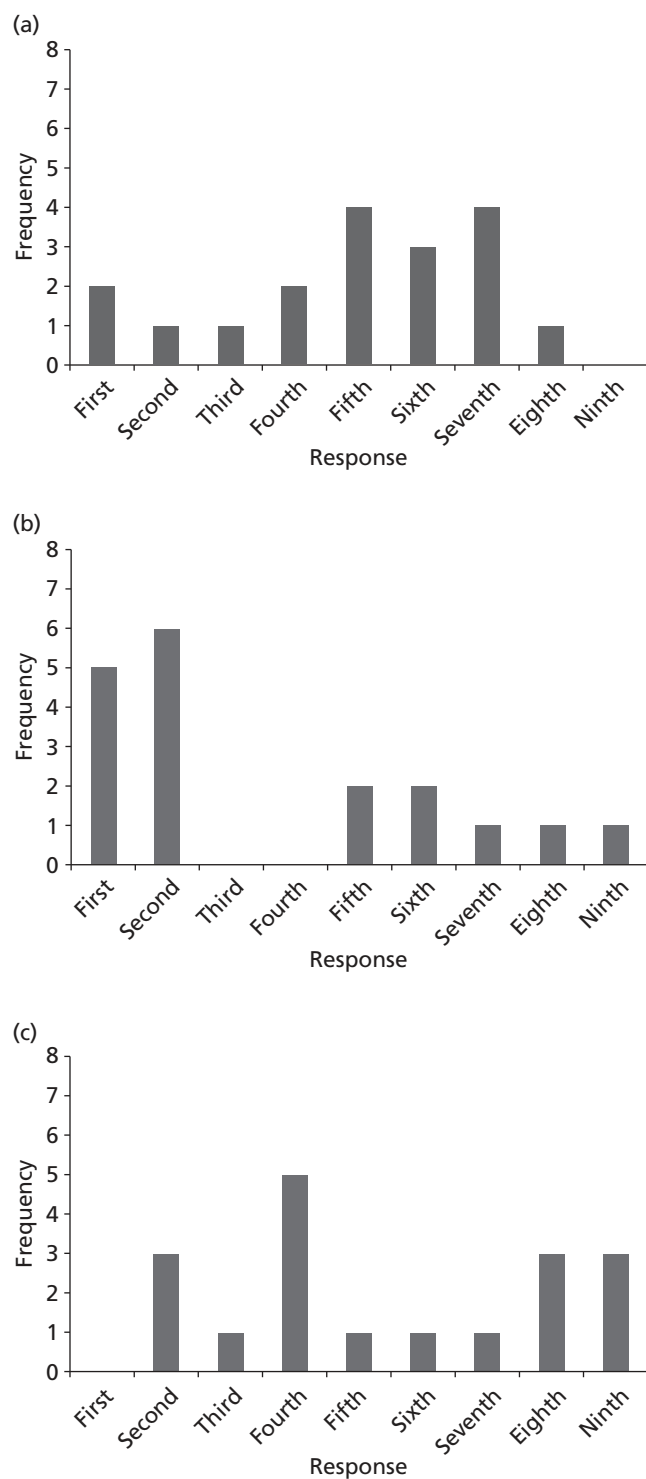 (a)
8
7
6
5
4
3
2
1
0
Frequency
First
Second
Third
Fourth
Fifth
Sixth
Seventh
Eighth
Ninth
Response
(b)
8
7
6
5
4
3
2
1
0
Frequency
First
Second
Third
Fourth
Fifth
Sixth
Seventh
Eighth
Ninth
Response
(c)
8
7
6
5
4
3
2
1
0
Frequency
First
Second
Third
Fourth
Fifth
Sixth
Seventh
Eighth
Ninth
Response